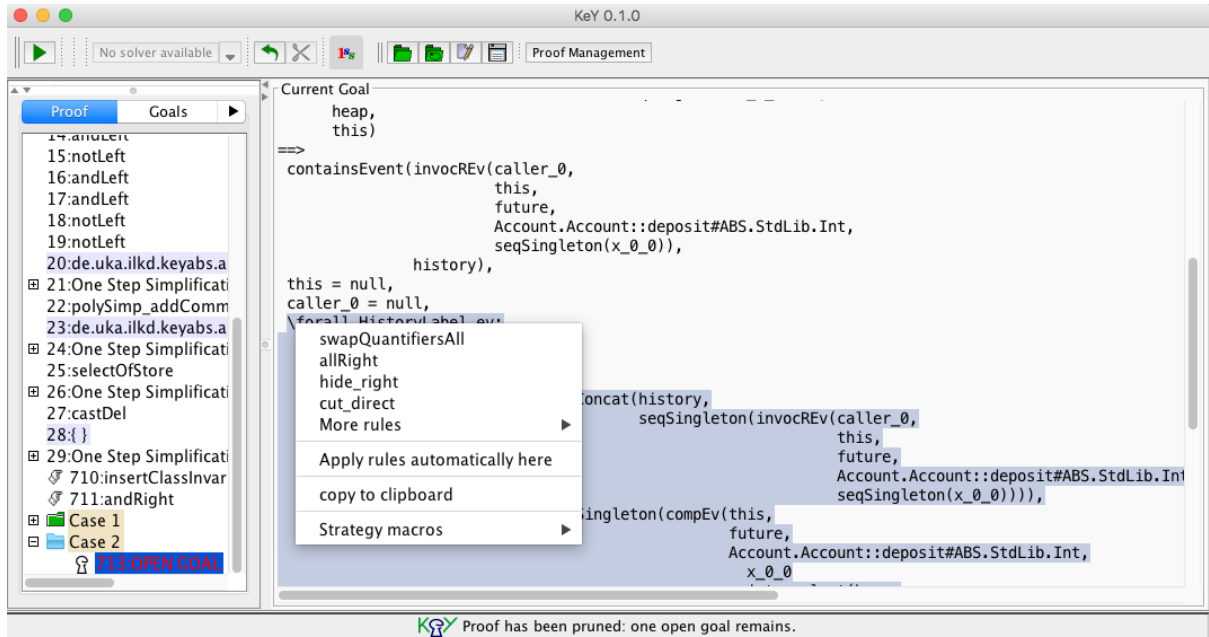 KeY 0.1.0
No solver available
Proof Management
Proof
Goals
14:andLeft
15:notLeft
16:andLeft
17:andLeft
18:notLeft
19:notLeft
20:de.uka.ilkd.keyabs.a
21:One Step Simplificati
22:polySimp_addComm
23:de.uka.ilkd.keyabs.a
24:One Step Simplificati
25:selectOfStore
26:One Step Simplificati
27:castDel
28:{ }
29:One Step Simplificati
710:insertClassInvar
711:andRight
Case 1
Case 2
713:OPEN GOAL
Current Goal
heap,
this)
==>
containsEvent(invocREv(caller_0,
this,
future,
Account.Account::deposit#ABS.StdLib.Int,
seqSingleton(x_0_0)),
history),
this = null,
caller_0 = null,
\forall HistoryLabel ev;
swapQuantifiersAll
allRight
hide_right
cut_direct
More rules
Apply rules automatically here
copy to clipboard
Strategy macros
Concat(history,
seqSingleton(invocREv(caller_0,
this,
future,
Account.Account::deposit#ABS.StdLib.Int
seqSingleton(x_0_0)))),
Singleton(compEv(this,
future,
Account.Account::deposit#ABS.StdLib.Int,
x_0_0
KeY Proof has been pruned: one open goal remains.